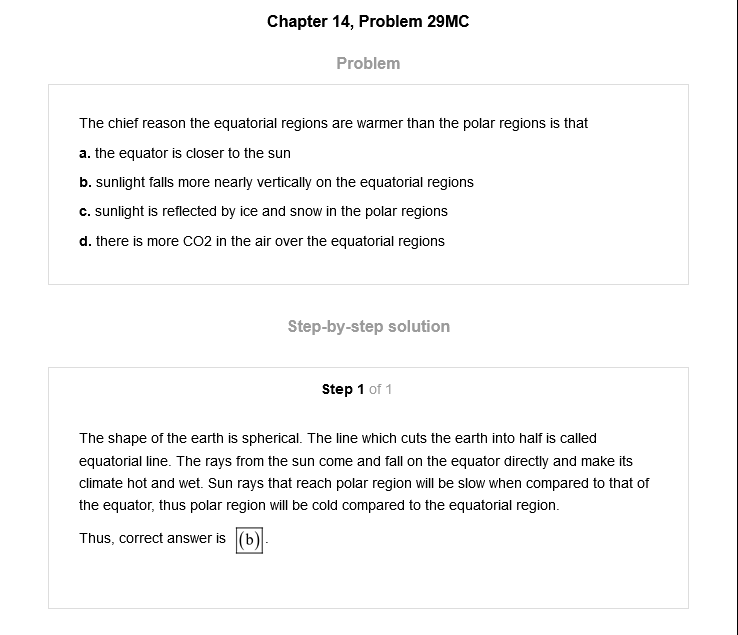 Chapter 14, Problem 29MC
Problem
The chief reason the equatorial regions are warmer than the polar regions is that
a. the equator is closer to the sun
b. sunlight falls more nearly vertically on the equatorial regions
c. sunlight is reflected by ice and snow in the polar regions
d. there is more CO2 in the air over the equatorial regions
Step-by-step solution
Step 1 of 1
The shape of the earth is spherical. The line which cuts the earth into half is called
equatorial line. The rays from the sun come and fall on the equator directly and make its
climate hot and wet. Sun rays that reach polar region will be slow when compared to that of
the equator, thus polar region will be cold compared to the equatorial region.
Thus, correct answer is (b).